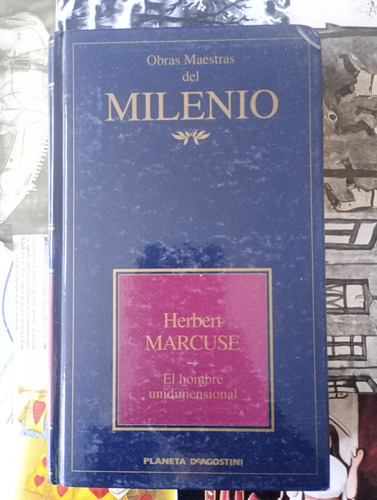 Obras Maestras
del
MILENIO
Herbert
MARCUSE
El hombre
unidimensional
PLANETA DEAGOSTINI